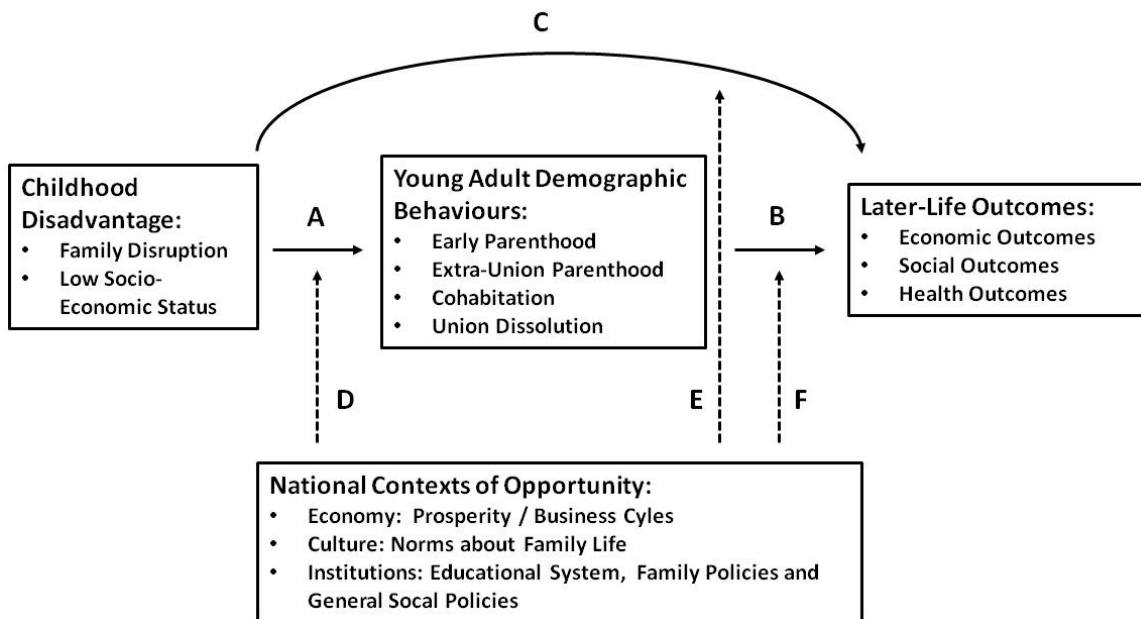 C
Childhood
Disadvantage:
• Family Disruption
• Low Socio-
Economic Status
A
Young Adult Demographic
Behaviours:
• Early Parenthood
• Extra-Union Parenthood
• Cohabitation
• Union Dissolution
B
Later-Life Outcomes:
• Economic Outcomes
• Social Outcomes
• Health Outcomes
D
E
F
National Contexts of Opportunity:
• Economy: Prosperity / Business Cyles
• Culture: Norms about Family Life
• Institutions: Educational System, Family Policies and
General Socal Policies